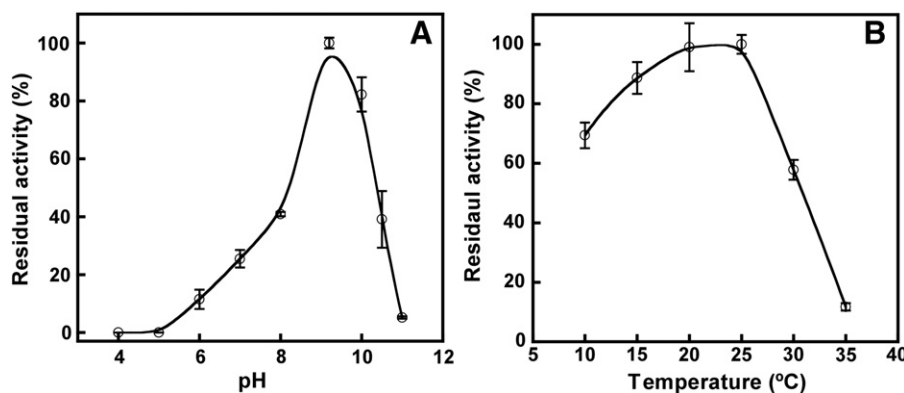 A
Residual activity (%)
100
80
60
40
20
0
4 6 8 10 12
pH
B
Residaul activity (%)
100
80
60
40
20
0
5 10 15 20 25 30 35 40
Temperature (ºC)